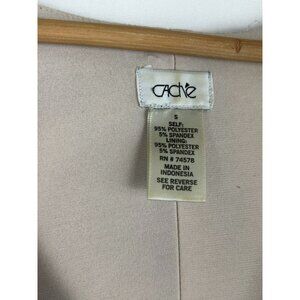 CACHÉ
S
SELF:
95% POLYESTER
5% SPANDEX
LINING:
95% POLYESTER
5% SPANDEX
RN # 74578
MADE IN
INDONESIA
SEE REVERSE
FOR CARE